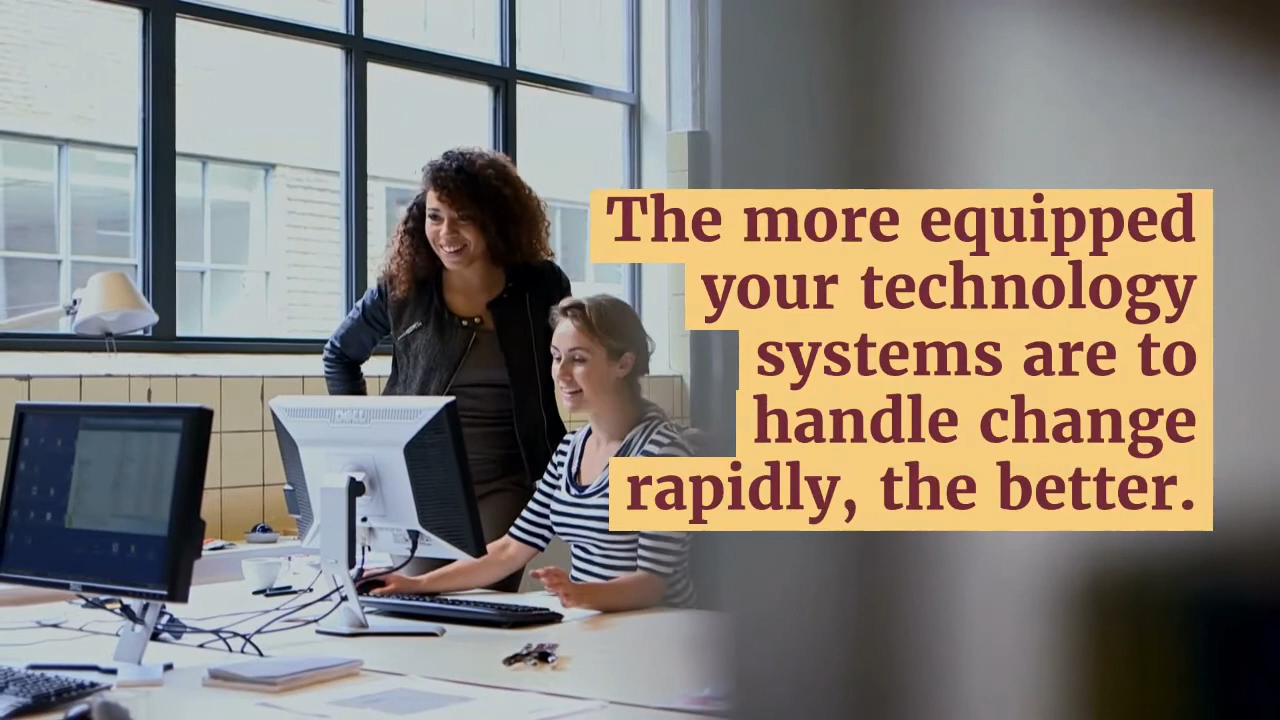 The more equipped
your technology
systems are to
handle change
rapidly, the better.
DELL